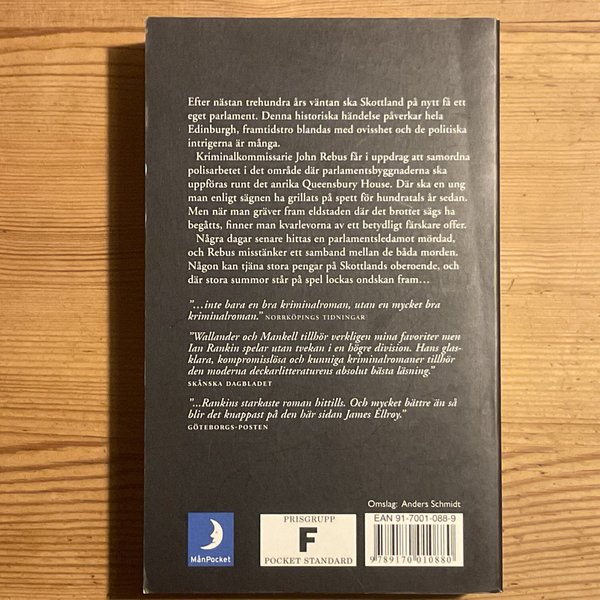 Efter nästan trehundra års väntan ska Skottland på nytt få ett
eget parlament. Denna historiska händelse påverkar hela
Edinburgh, framtidstro blandas med ovisshet och de politiska
intrigerna är många.
Kriminalkommissarie John Rebus får i uppdrag att samordna
polisarbetet i det område där parlamentsbyggnaderna ska
uppföras runt det anrika Queensbury House. Där ska en ung
man enligt sägnen ha grillats på spett för hundratals år sedan.
Men när man gräver fram eldstaden där det brottet sägs ha
begåtts, finner man kvarlevorna av ett betydligt färskare offer.
Några dagar senare hittas en parlamentsledamot mördad,
och Rebus misstänker ett samband mellan de båda morden.
Någon kan tjäna stora pengar på Skottlands oberoende, och
där stora summor står på spel lockas ondskan fram…
”…inte bara en bra kriminalroman, utan en mycket bra
kriminalroman.” NORRKÖPINGS TIDNINGAR
”Wallander och Mankell tillhör verkligen mina favoriter men
Ian Rankin spelar utan tvekan i en högre division. Hans glas-
klara, kompromisslösa och kunniga kriminalromaner tillhör
den moderna deckarlitteraturens absolut bästa läsning.”
SKÅNSKA DAGBLADET
”...Rankins starkaste roman hittills. Och mycket bättre än så
blir det knappast på den här sidan James Ellroy.”
GÖTEBORGS-POSTEN
Omslag: Anders Schmidt
MånPocket
PRISGRUPP
F
POCKET STANDARD
EAN 91-7001-088-9
9 789170 010880